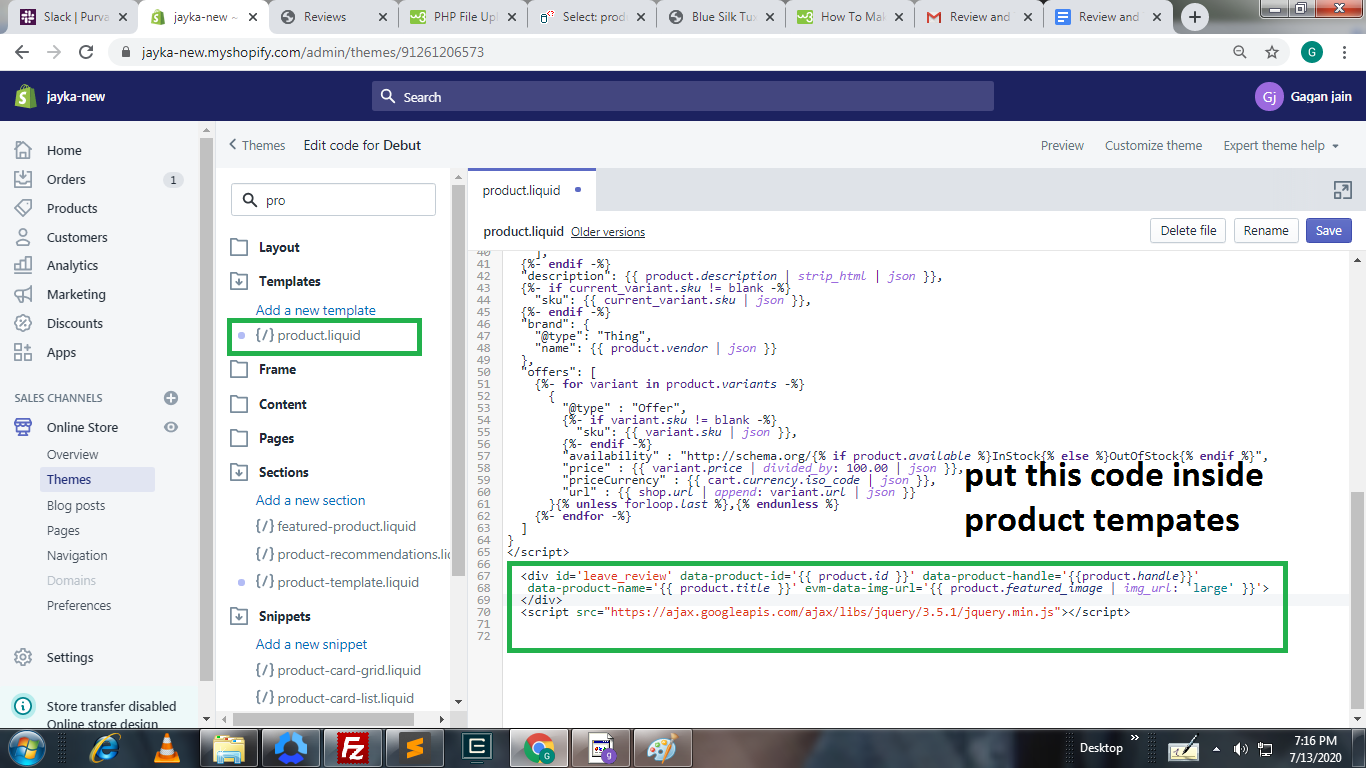 Slack | Purva
jayka-new ~
Reviews
PHP File Upl
Select: prod
Blue Silk Tux
How To Mak
Review and
Review and
jayka-new.myshopify.com/admin/themes/91261206573
G
jayka-new
Search
Gj
Gagan jain
Home
Orders
1
Products
Customers
Analytics
Marketing
Discounts
Apps
SALES CHANNELS
Online Store
Overview
Themes
Blog posts
Pages
Navigation
Domains
Preferences
Settings
Store transfer disabled
Online store design
Themes
Edit code for Debut
Preview
Customize theme
Expert theme help
pro
Layout
Templates
Add a new template
{/} product.liquid
Frame
Content
Pages
Sections
Add a new section
{/} featured-product.liquid
{/} product-recommendations.lic
{/} product-template.liquid
Snippets
Add a new snippet
{/} product-card-grid.liquid
{/} product-card-list.liquid
product.liquid
product.liquid
Older versions
Delete file
Rename
Save
40 ],
41 {%- endif -%}
42 "description": {{ product.description | strip_html | json }},
43 {%- if current_variant.sku != blank -%}
44 "sku": {{ current_variant.sku | json }},
45 {%- endif -%}
46 "brand": {
47 "@type": "Thing",
48 "name": {{ product.vendor | json }}
49 },
50 "offers": [
51 {%- for variant in product.variants -%}
52 {
53 "@type" : "Offer",
54 {%- if variant.sku != blank -%}
55 "sku": {{ variant.sku | json }},
56 {%- endif -%}
57 "availability" : "http://schema.org/{% if product.available %}InStock{% else %}OutOfStock{% endif %}",
58 "price" : {{ variant.price | divided_by: 100.00 | json }},
59 "priceCurrency" : {{ cart.currency.iso_code | json }},
60 "url" : {{ shop.url | append: variant.url | json }}
61 }{% unless forloop.last %},{% endunless %}
62 {%- endfor -%}
63 ]
64 }
65 </script>
66
67 <div id='leave_review' data-product-id='{{ product.id }}' data-product-handle='{{product.handle}}'
68 data-product-name='{{ product.title }}' evm-data-img-url='{{ product.featured_image | img_url: 'large' }}'>
69 </div>
70 <script src="https://ajax.googleapis.com/ajax/libs/jquery/3.5.1/jquery.min.js"></script>
71
72
put this code inside
product tempates
Desktop
7:16 PM
7/13/2020